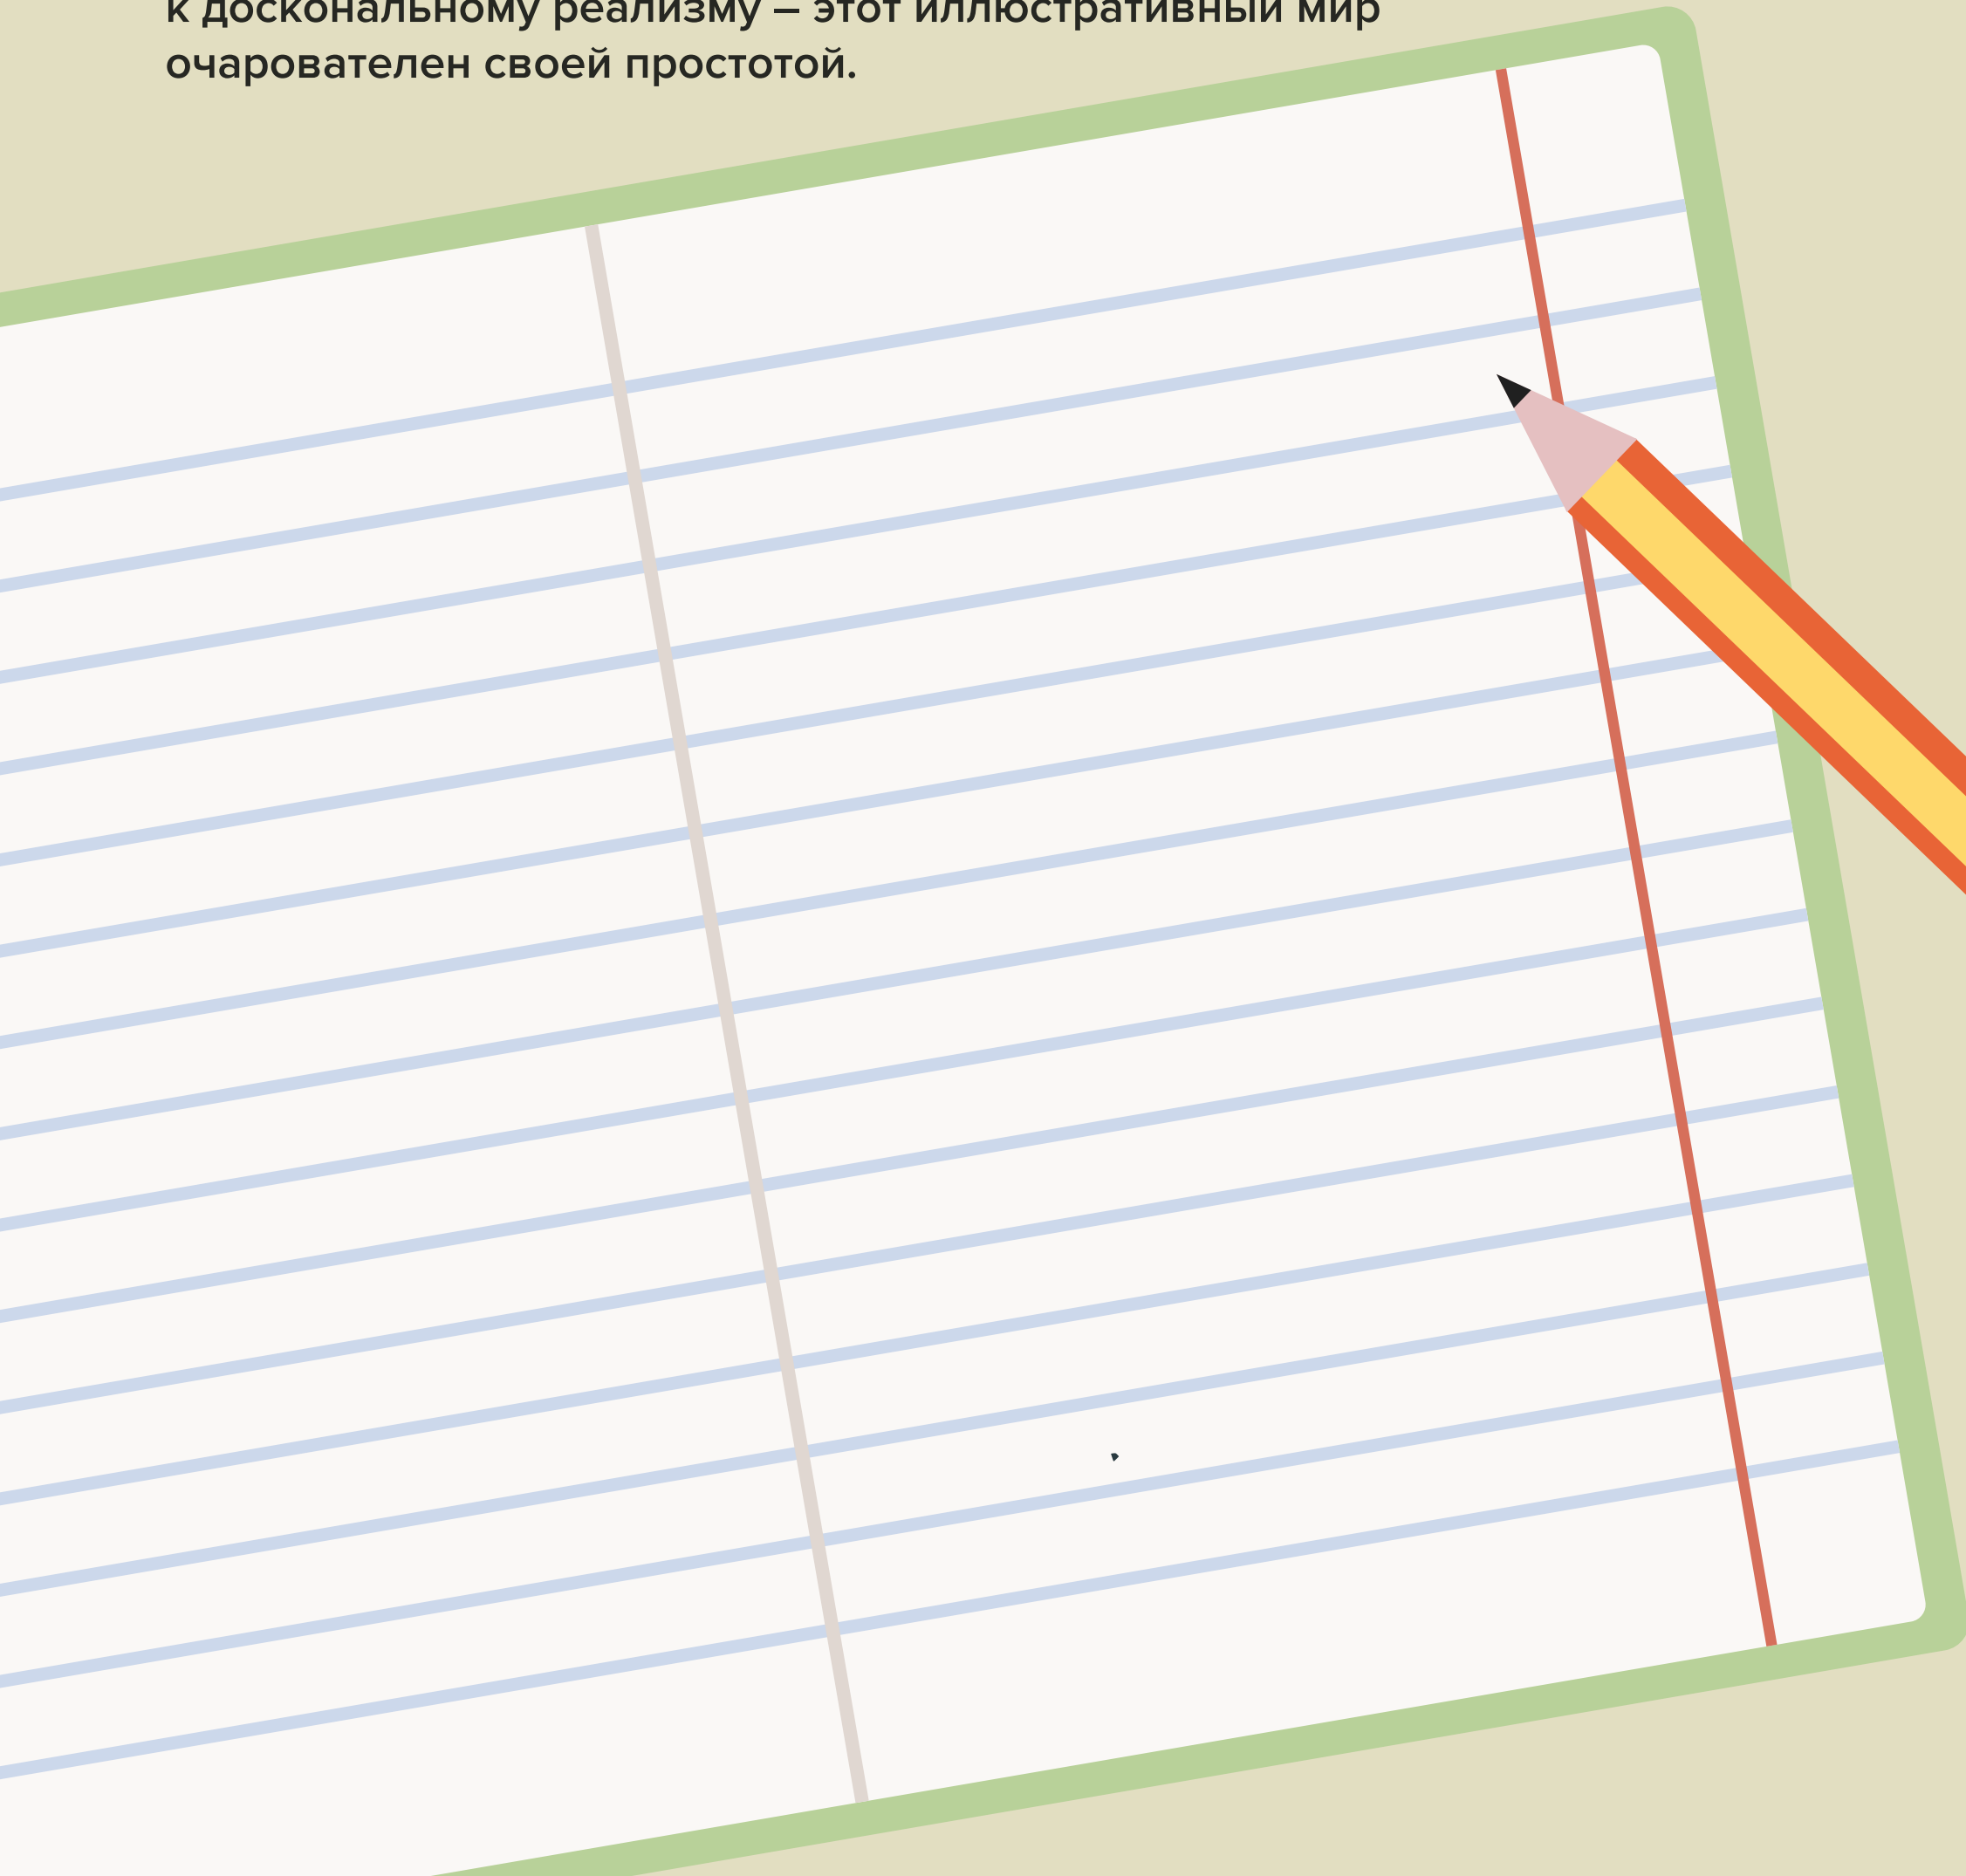 к доскональному реализму – этот иллюстративный мир
очарователен своей простотой.